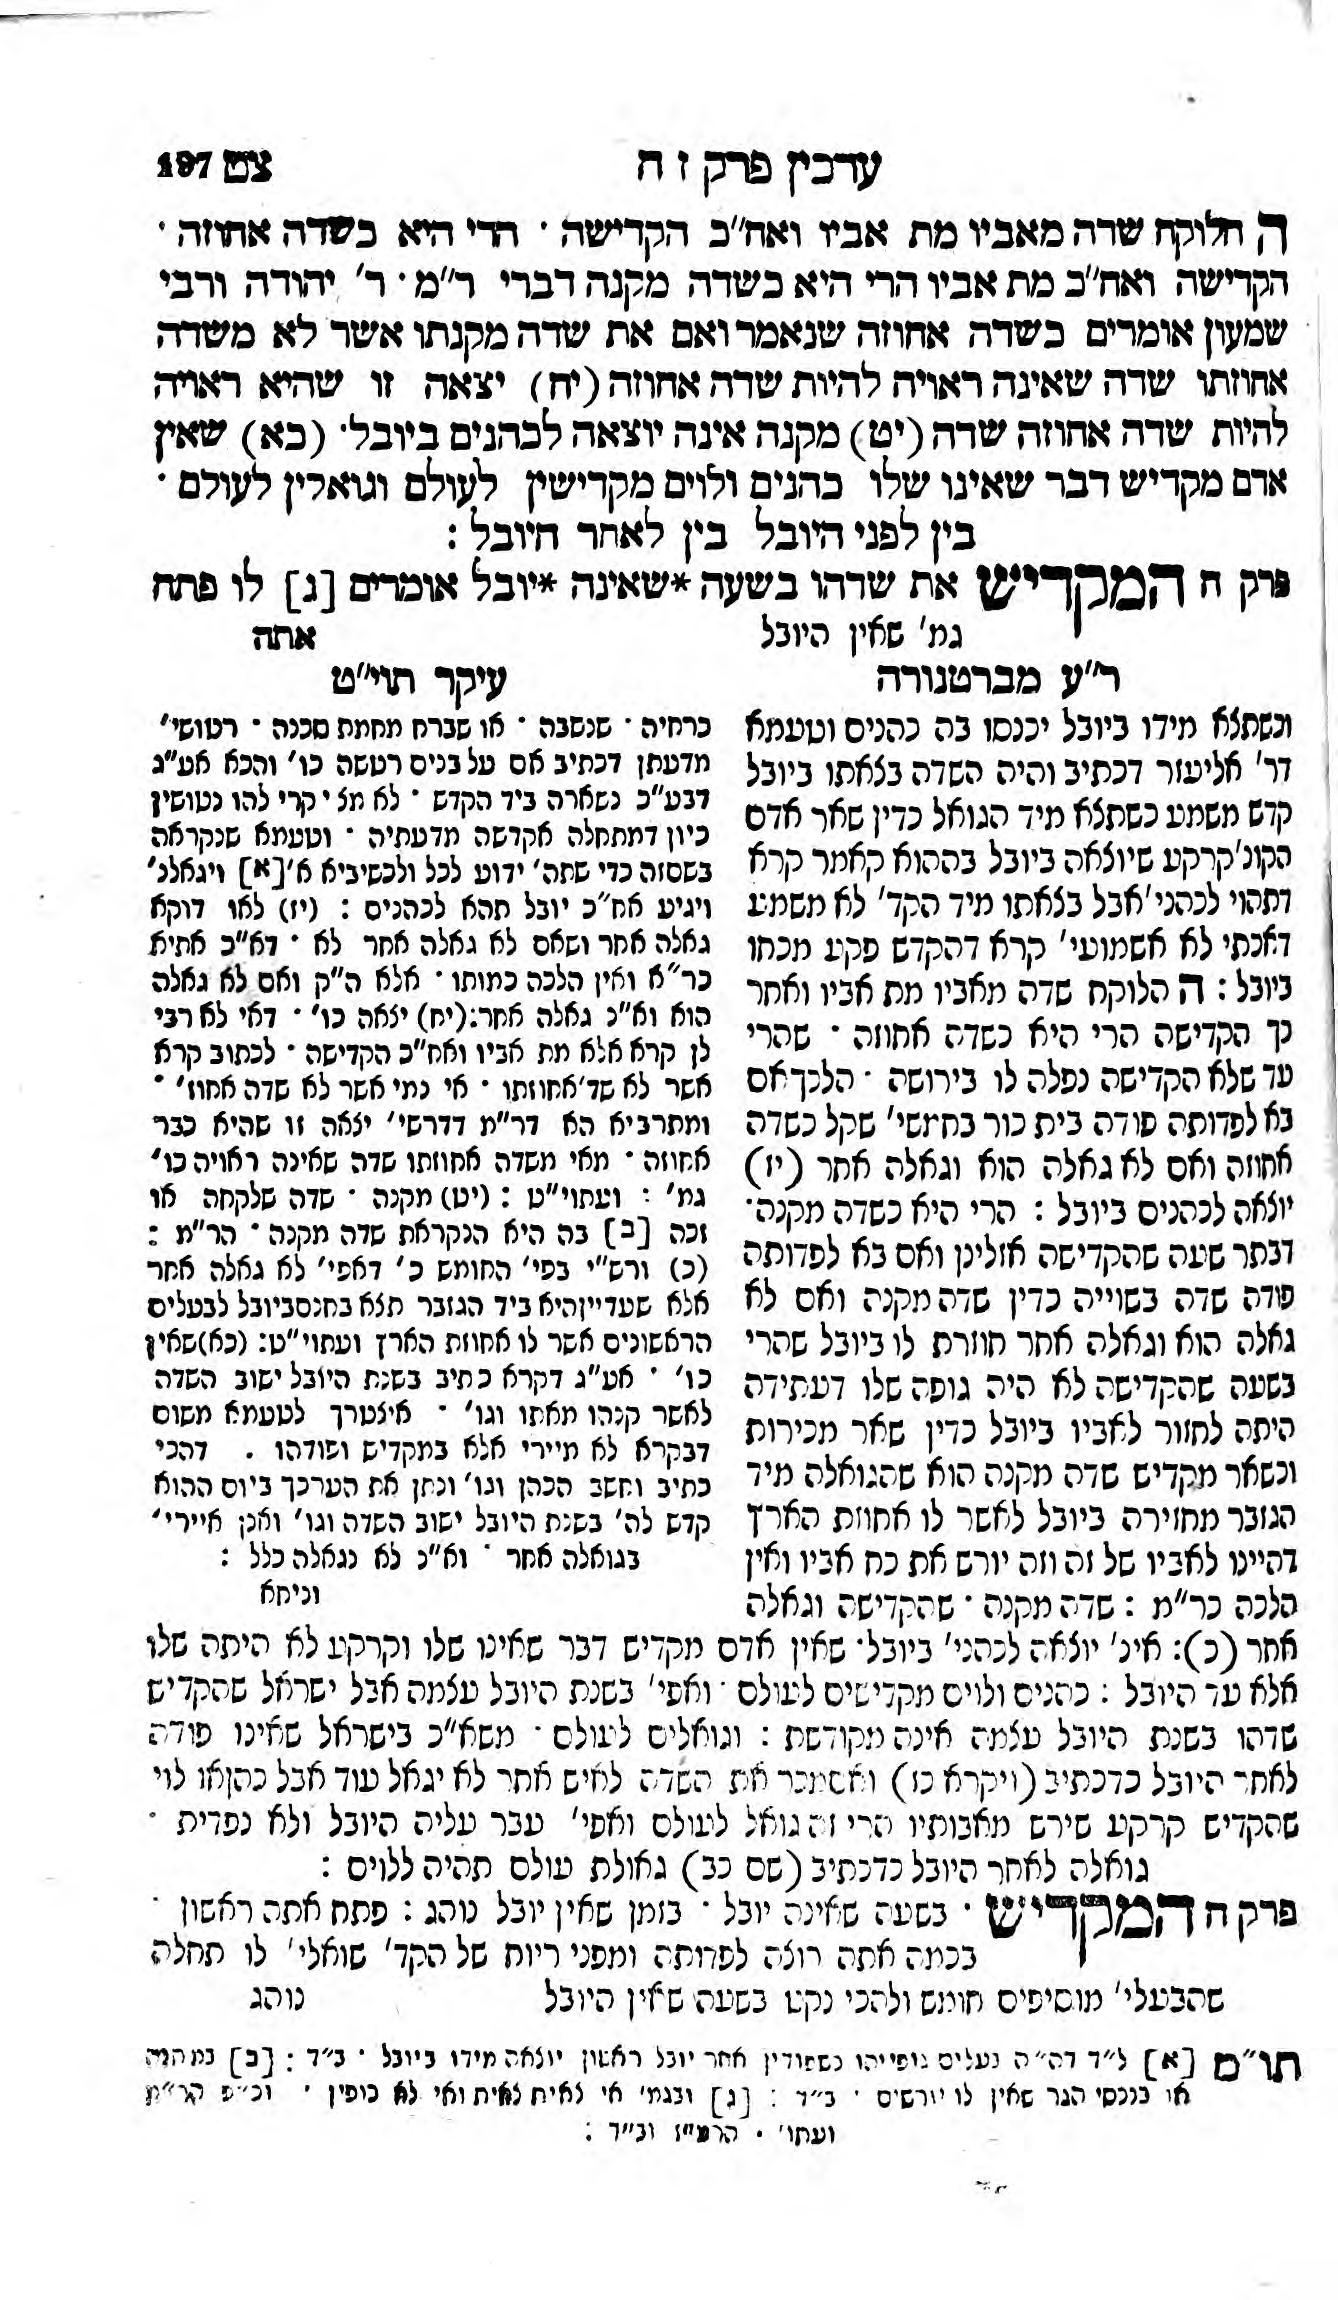 ערכין פרק ז ח
צט 197
ה הלוקח שדה מאביו מת אביו ואח״כ הקדישה · הרי היא כשדה אחוזה ·
הקדישה ואח״כ מת אביו הרי היא כשדה מקנה דברי ר״מ · ר׳ יהודה ורבי
שמעון אומרים כשדה אחוזה שנאמר ואם את שדה מקנתו אשר לא משדה
אחוזתו שדה שאינה ראויה להיות שדה אחוזה (יח) יצאה זו שהיא ראויה
להיות שדה אחוזה שדה (יט) מקנה אינה יוצאה לכהנים ביובל · (כא) שאין
אדם מקדיש דבר שאינו שלו כהנים ולוים מקדישין לעולם וגואלין לעולם ·
בין לפני היובל בין לאחר היובל :
פרק ח המקדיש את שדהו בשעה *שאינה *יובל אומרים [ג] לו פתח
גמ׳ שאין היובל
אתה
ר״ע מברטנורה
וכשתצא מידו ביובל יכנסו בה כהנים וטעמא
דר׳ אליעזר דכתיב והיה השדה בצאתו ביובל
קדש משמע כשתצא מיד הגואל כדין שאר אדם
הקונ׳ קרקע שיוצאה ביובל בההוא קאמר קרא
דתהוי לכהני׳ אבל בצאתו מיד הקד׳ לא משמע
דאכתי לא אשמועי׳ קרא דהקדש פקע מכחו
ביובל : ה הלוקח שדה מאביו מת אביו ואחר
כך הקדישה הרי היא כשדה אחוזה · שהרי
עד שלא הקדישה נפלה לו בירושה · הלכך אם
בא לפדותה פודה בית כור בחמשי׳ שקל כשדה
אחוזה ואם לא גאלה הוא וגאלה אחר (יז)
יוצאה לכהנים ביובל : הרי היא כשדה מקנה ·
דבתר שעה שהקדישה אזלינן ואם בא לפדותה
פודה שדה בשוייה כדין שדה מקנה ואם לא
גאלה הוא וגאלה אחר חוזרת לו ביובל שהרי
בשעה שהקדישה לא היה גופה שלו דעתידה
היתה לחזור לאביו ביובל כדין שאר מכירות
וכשאר מקדיש שדה מקנה הוא שהגואלה מיד
הגזבר מחזירה ביובל לאשר לו אחוזת הארץ
דהיינו לאביו של זה וזה יורש את כח אביו ואין
הלכה כר״מ : שדה מקנה · שהקדישה וגאלה
עיקר תוי״ט
כרחיה · שנשבה · או שברח מחמת סכנה · רטושי׳
מדעתן דכתיב אם על בנים רטשה כו׳ והכא אע״ג
דבע״כ נשארה ביד הקדש · לא מצי קרי להו נטושין
כיון דמתחלה אקדשה מדעתיה · וטעמא שנקראה
בשם זה כדי שתה׳ ידוע לכל ולכשיביא א׳ [א] ויגאלנ׳
ויגיע אח״כ יובל תהא לכהנים : (יז) לאו דוקא
גאלה אחר ושאם לא גאלה אחר לא · דא״כ אתיא
כר״א ואין הלכה כמותו · אלא ה״ק ואם לא גאלה
הוא וא״נ גאלה אחר : (יח) יצאה כו׳ · דאי לא רבי
לן קרא אלא מת אביו ואח״כ הקדישה · לכתוב קרא
אשר לא שד׳ אחוזתו · אי נמי אשר לא שדה אחוז׳ ·
ומתרביא הא דר״מ דדרשי׳ יצאה זו שהיא כבר
אחוזה · מאי משדה אחוזתו שדה שאינה ראויה כו׳
גמ׳ : ועתוי״ט : (יט) מקנה · שדה שלקחה או
זכה [ב] בה היא הנקראת שדה מקנה · הר״מ :
(כ) ורש״י בפי׳ החומש כ׳ דאפי׳ לא גאלה אחר
אלא שעדיין היא ביד הגזבר תצא בחנם ביובל לבעלים
הראשונים אשר לו אחוזת הארץ ועתוי״ט : (כא) שאין
כו׳ · אע״ג דקרא כתיב בשנת היובל ישוב השדה
לאשר קנהו מאתו וגו׳ · איצטרך לטעמא משום
דבקרא לא מיירי אלא במקדיש ופודהו . דהכי
כתיב וחשב הכהן וגו׳ ונתן את הערכך ביום ההוא
קדש לה׳ בשנת היובל ישוב השדה וגו׳ ואנן איירי׳
בגואלה אחר · וא״נ לא נגאלה כלל :
וניחא
אחר (כ) : אינ׳ יוצאה לכהני׳ ביובל · שאין אדם מקדיש דבר שאינו שלו וקרקע לא היתה שלו
אלא עד היובל : כהנים ולוים מקדישים לעולם · ואפי׳ בשנת היובל עצמה אבל ישראל שהקדיש
שדהו בשנת היובל עצמה אינה מקודשת : וגואלים לעולם · משא״כ בישראל שאינו פודה
לאחר היובל כדכתיב (ויקרא כז) ואם מכר את השדה לאיש אחר לא יגאל עוד אבל כהן או לוי
שהקדיש קרקע שירש מאבותיו הרי זה גואל לעולם ואפי׳ עבר עליה היובל ולא נפדית ·
גואלה לאחר היובל כדכתיב (שם כב) גאולת עולם תהיה ללוים :
פרק ח המקדיש · בשעה שאינה יובל · בזמן שאין יובל נוהג : פתח אתה ראשון ·
בכמה אתה רוצה לפדותה ומפני ריוח של הקד׳ שואלי׳ לו תחלה
שהבעלי׳ מוסיפים חומש ולהכי נקט בשעה שאין היובל
נוהג
תו״ם [א] ל״ד דה״ה בעלים גופייהו כשפודין אחר יובל ראשון יוצאה מידו ביובל · ב״ד : [ב] במתנה
או בנכסי הגר שאין לו יורשים · ב״ד : [ג] ובגמ׳ אי לאית לאית ואי לא כופין · וכ״פ הר״מ
ועתו׳ · הרמ״ז וב״ד :